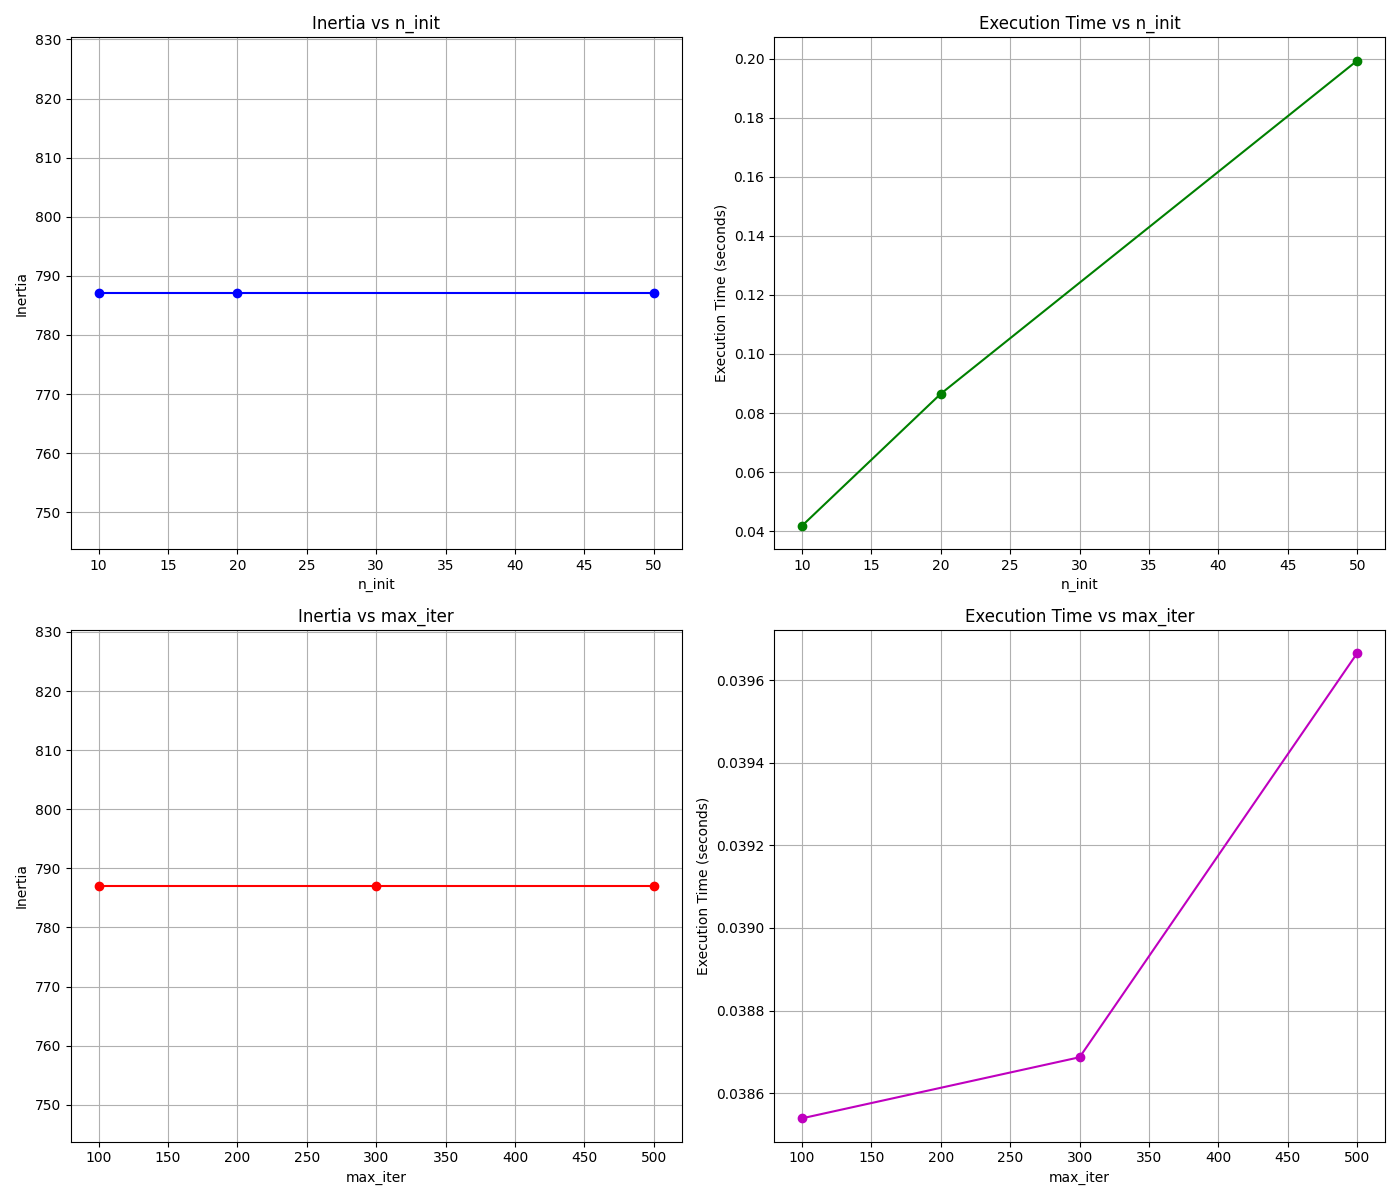 Inertia vs n_init
830
820
810
800
790
780
770
760
750
Inertia
10 15 20 25 30 35 40 45 50
n_init
Execution Time vs n_init
0.20
0.18
0.16
0.14
0.12
0.10
0.08
0.06
0.04
Execution Time (seconds)
10 15 20 25 30 35 40 45 50
n_init
Inertia vs max_iter
830
820
810
800
790
780
770
760
750
Inertia
100 150 200 250 300 350 400 450 500
max_iter
Execution Time vs max_iter
0.0396
0.0394
0.0392
0.0390
0.0388
0.0386
Execution Time (seconds)
100 150 200 250 300 350 400 450 500
max_iter